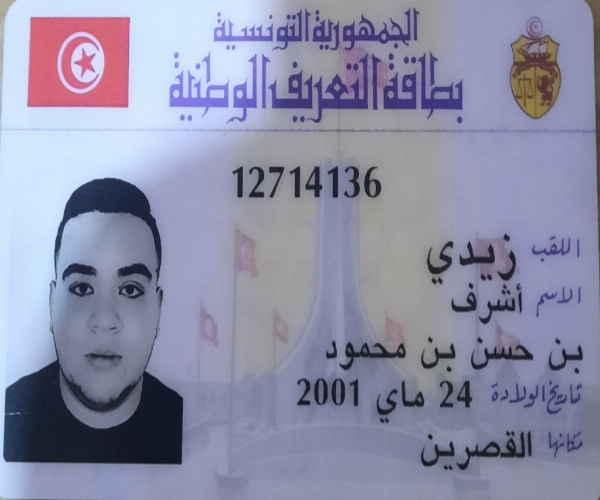 الجمهورية التونسية
بطاقة التعريف الوطنية
12714136
اللقب زيدي
الاسم أشرف
بن حسن بن محمود
تاريخ الولادة 24 ماي 2001
مكانها القصرين